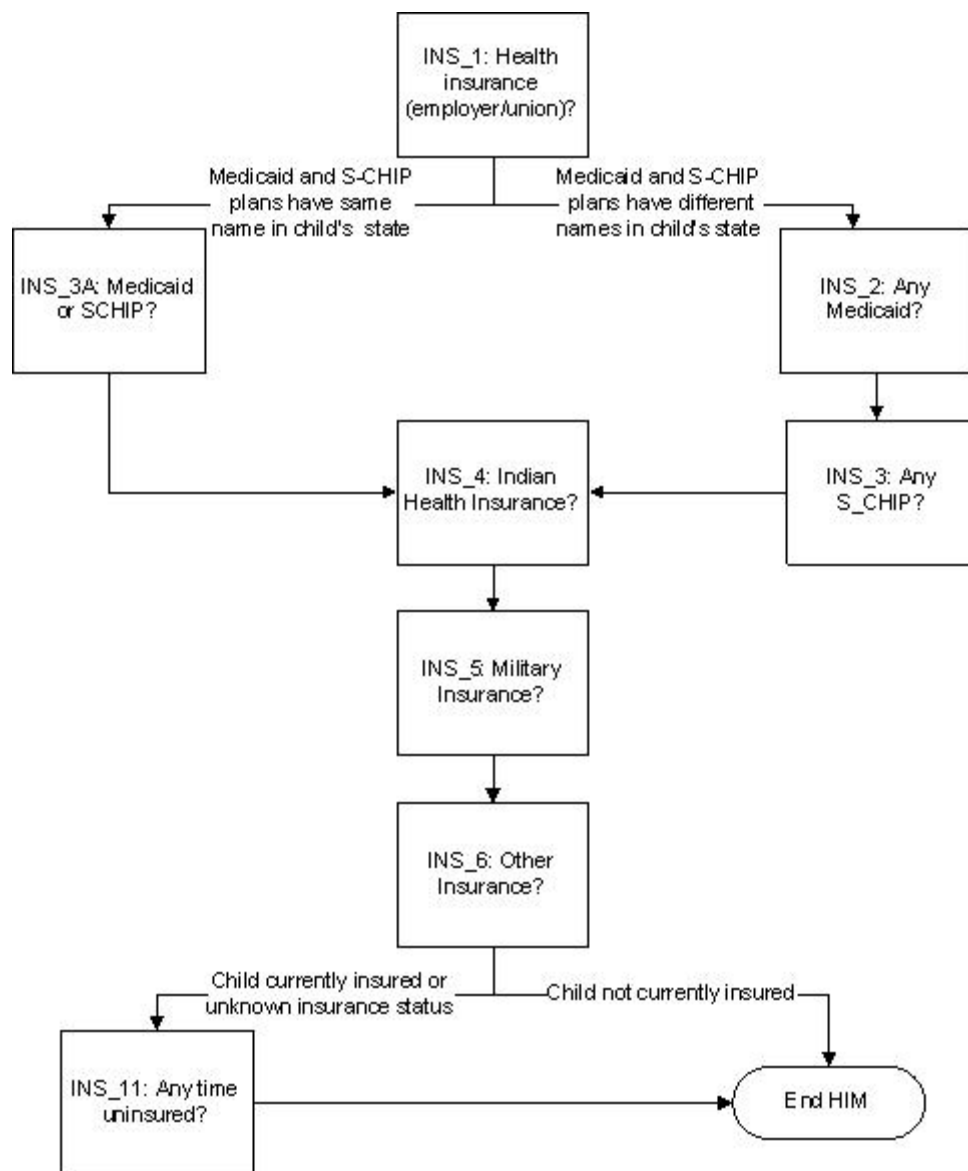 INS_1: Health
insurance
(employer/union)?
Medicaid and S-CHIP
plans have same
name in child's state
Medicaid and S-CHIP
plans have different
names in child's state
INS_3A: Medicaid
or SCHIP?
INS_2: Any
Medicaid?
INS_4: Indian
Health Insurance?
INS_3: Any
S_CHIP?
INS_5: Military
Insurance?
INS_6: Other
Insurance?
Child currently insured or
unknown insurance status
Child not currently insured
INS_11: Any time
uninsured?
End HIM